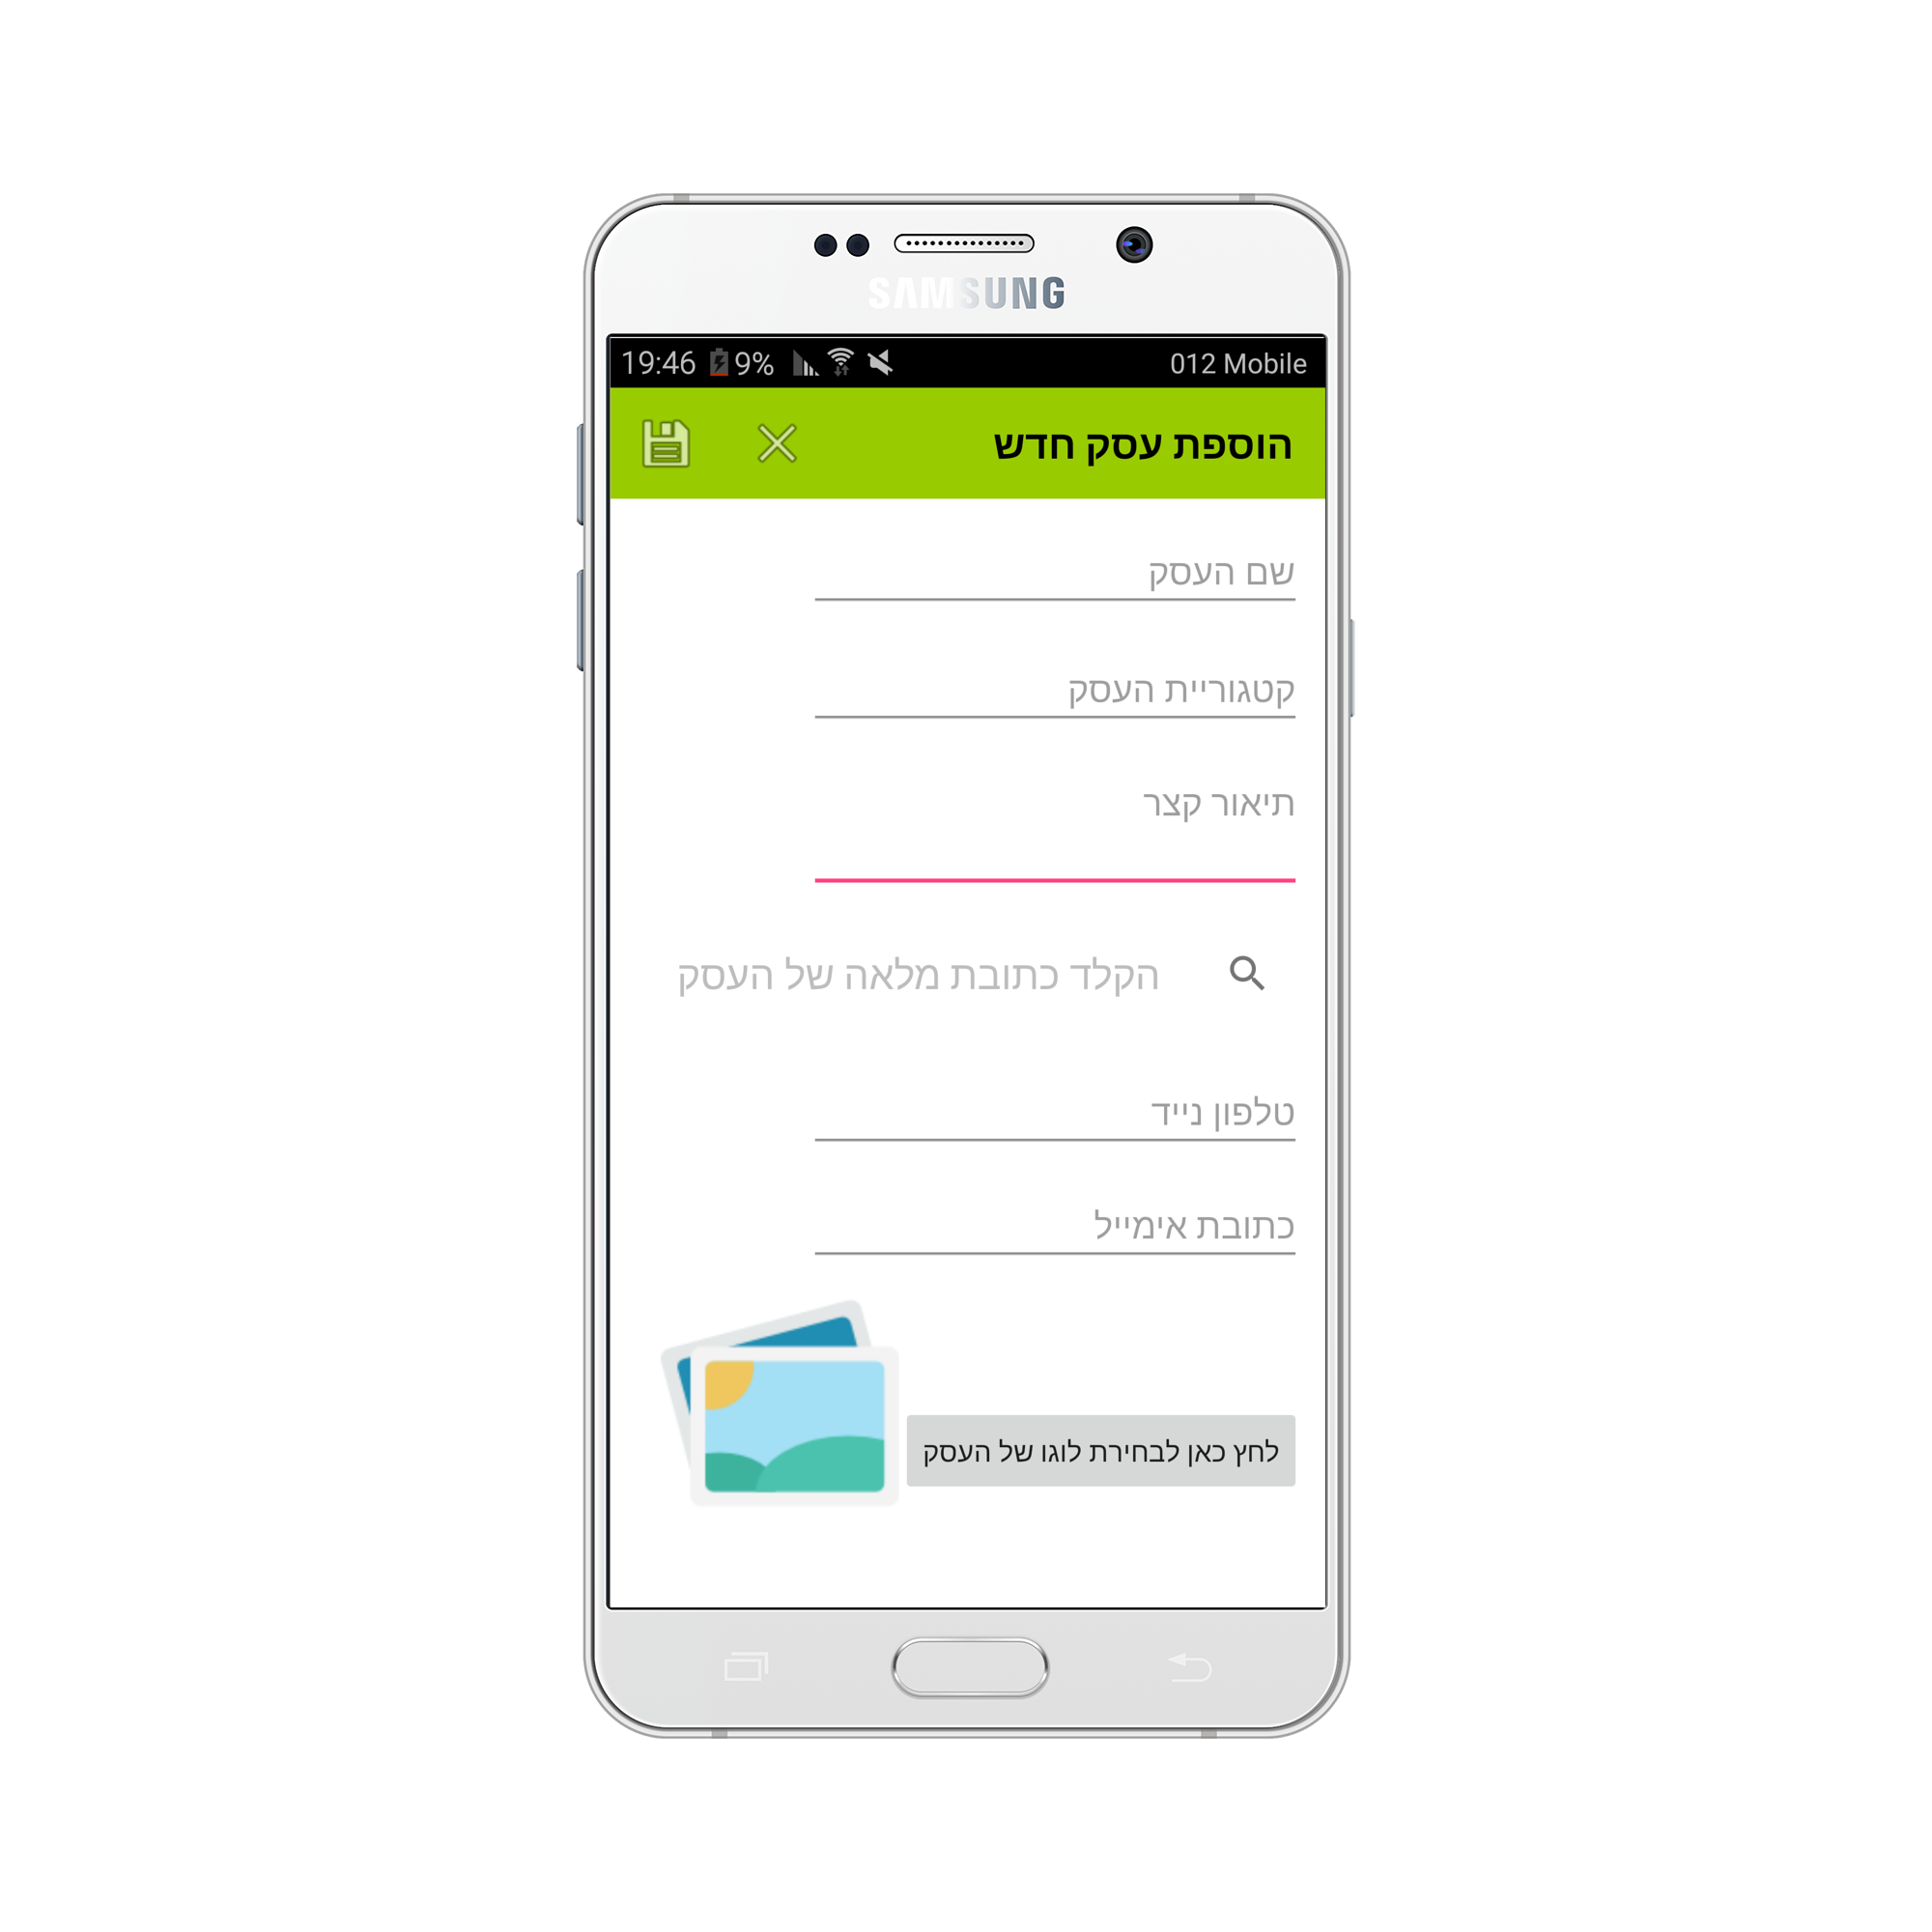 SAMSUNG
19:46 9% 012 Mobile
הוספת עסק חדש
שם העסק
קטגוריית העסק
תיאור קצר
הקלד כתובת מלאה של העסק
טלפון נייד
כתובת אימייל
לחץ כאן לבחירת לוגו של העסק